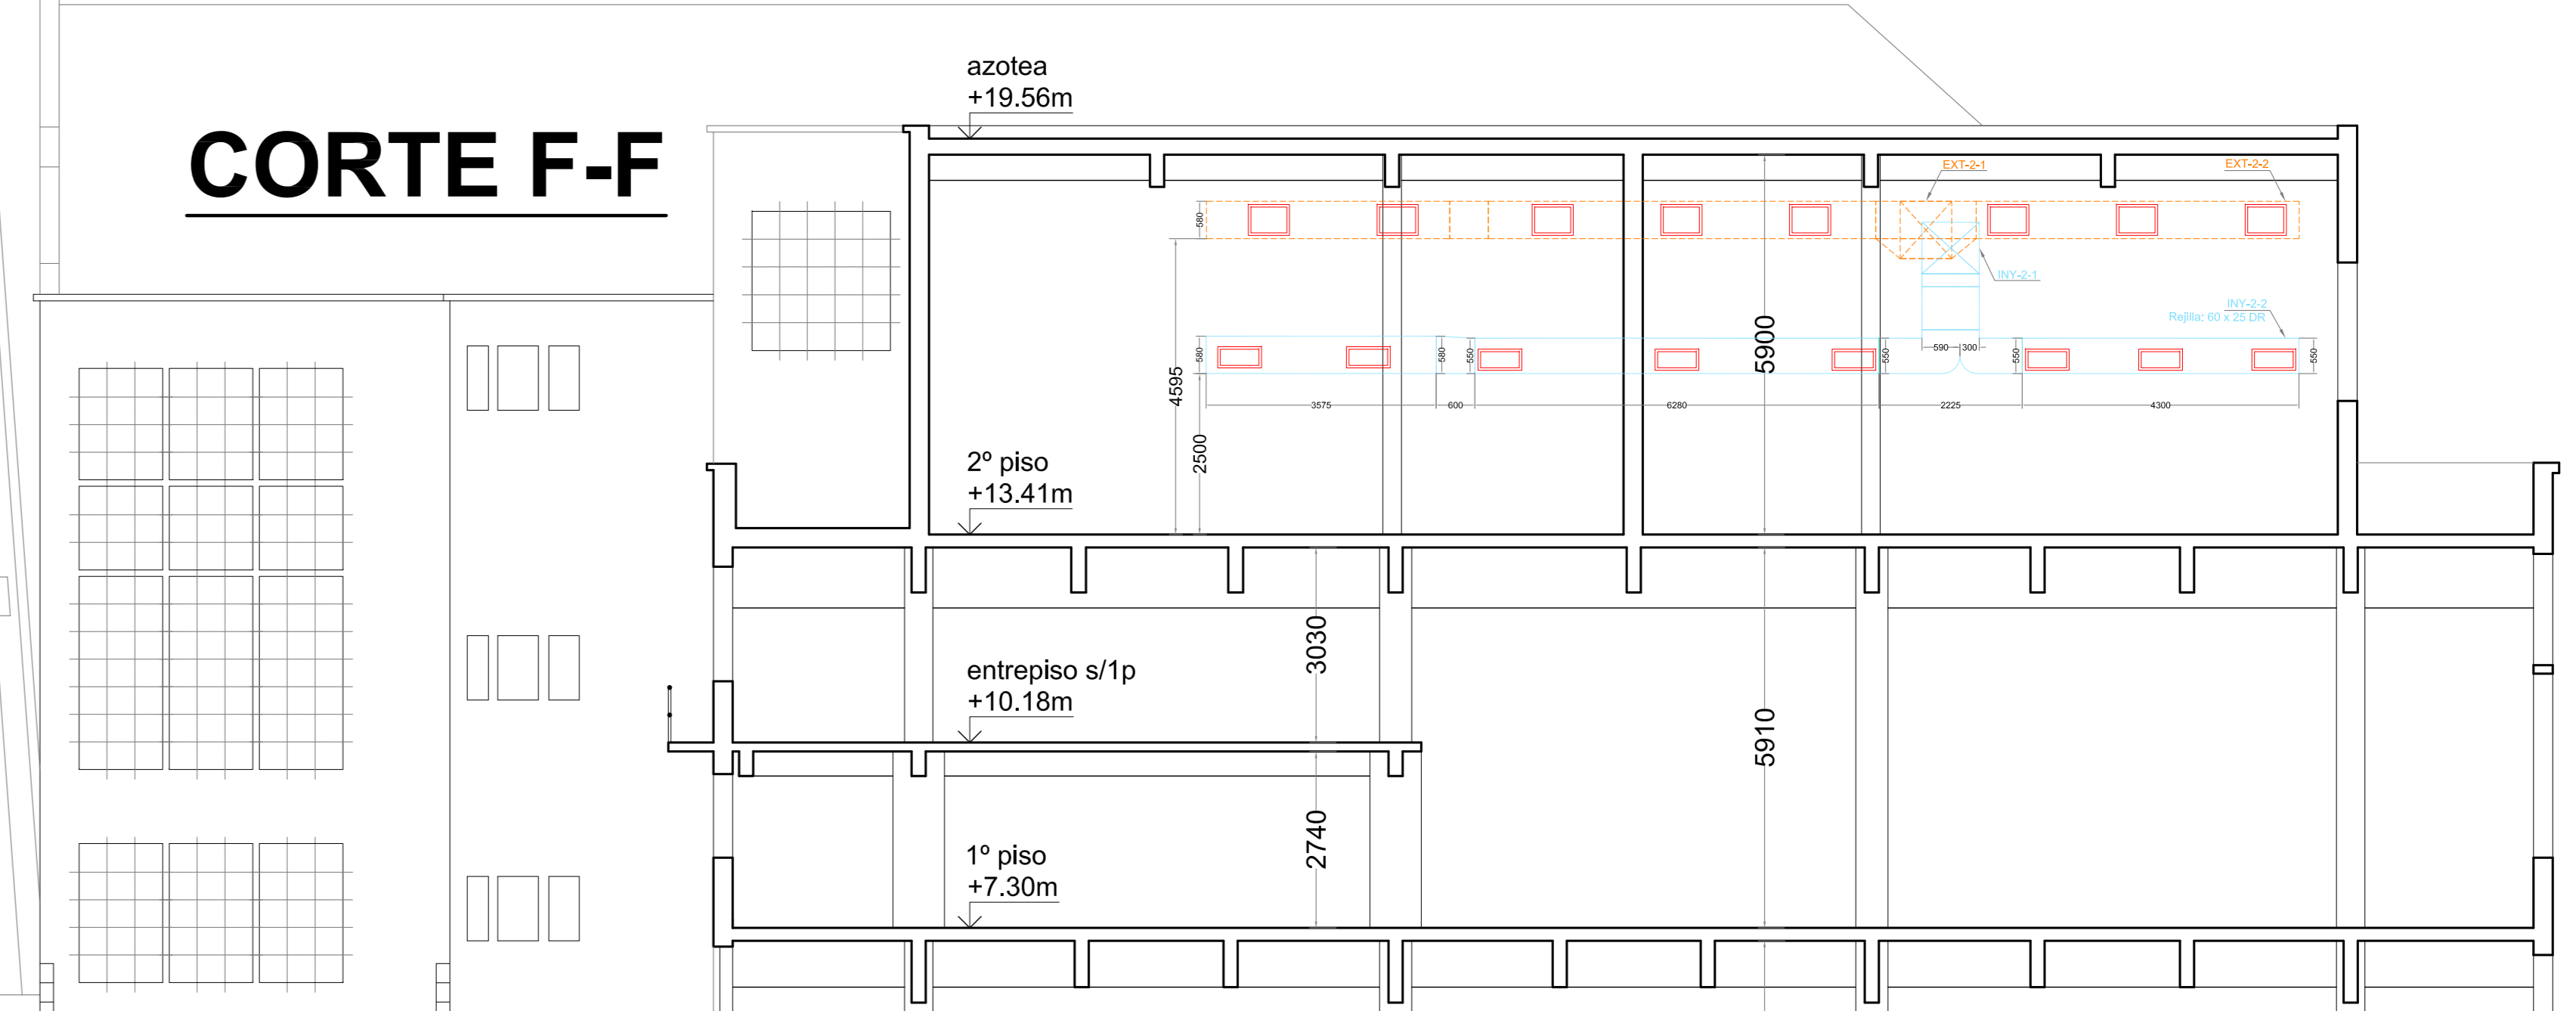 azotea
+19.56m
CORTE F-F
EXT-2-1
EXT-2-2
580
INY-2-1
INY-2-2
Rejilla: 60 x 25 DR
5900
580
580
550
550
590
300
550
550
4595
3575
600
6280
2225
4300
2500
2º piso
+13.41m
3030
entrepiso s/1p
+10.18m
5910
2740
1º piso
+7.30m